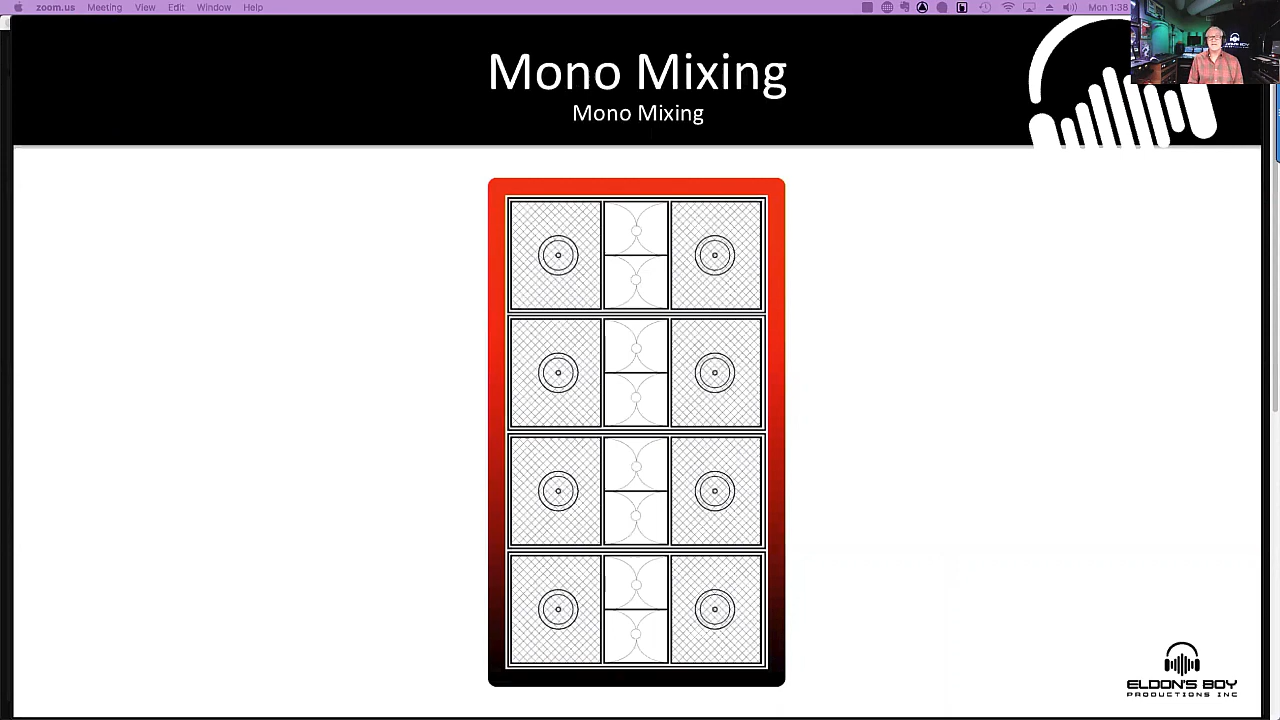 zoom.us Meeting View Edit Window Help Mon 1:38
Mono Mixing
Mono Mixing
ELDON'S BOY
PRODUCTIONS INC